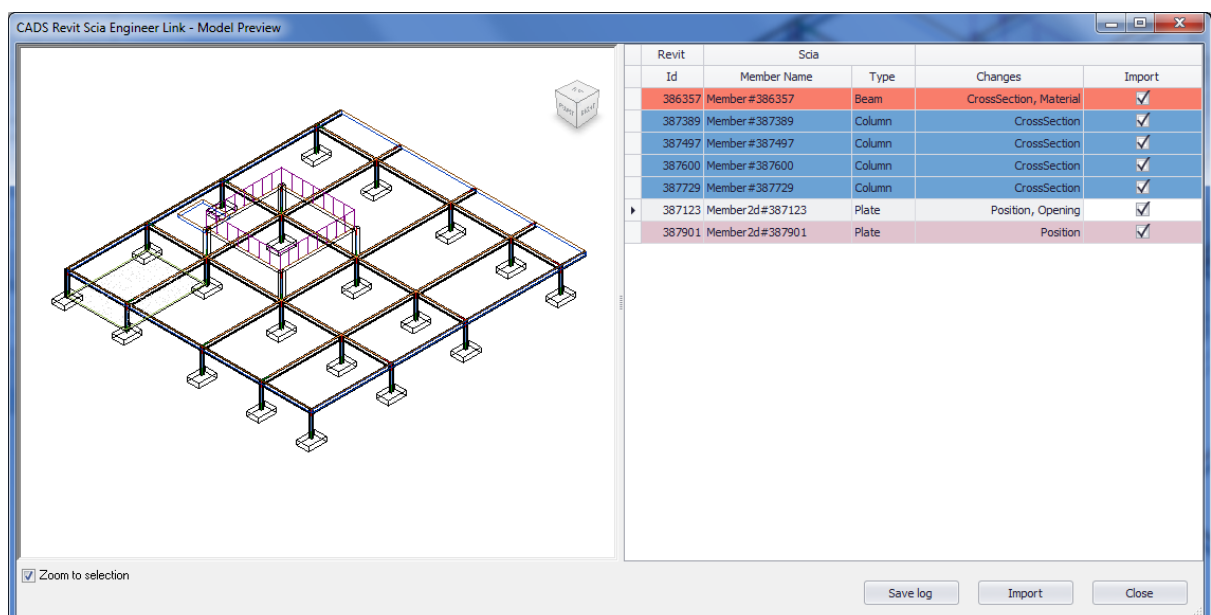 CADS Revit Scia Engineer Link - Model Preview
Revit Scia
Id Member Name Type Changes Import
386357 Member#386357 Beam CrossSection, Material
387389 Member#387389 Column CrossSection
387497 Member#387497 Column CrossSection
387600 Member#387600 Column CrossSection
387729 Member#387729 Column CrossSection
387123 Member2d#387123 Plate Position, Opening
387901 Member2d#387901 Plate Position
Zoom to selection
Save log Import Close